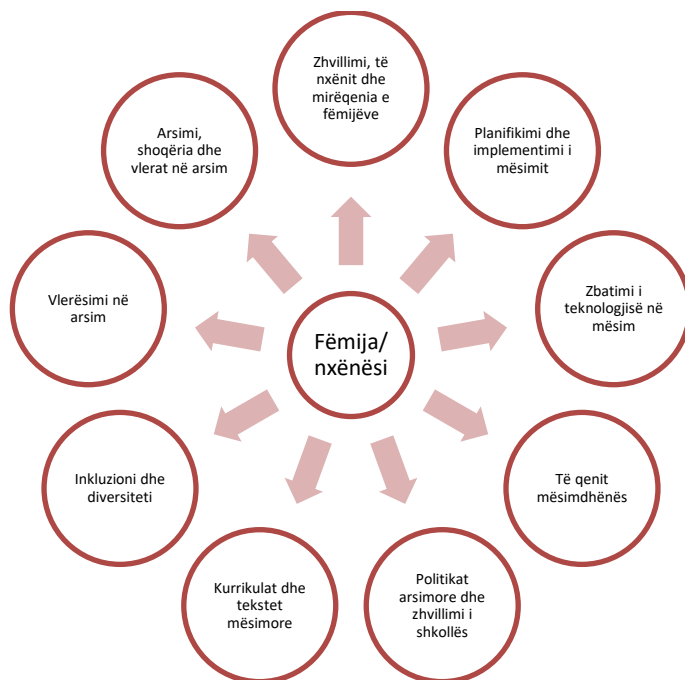 Zhvillimi, të
nxënit dhe
mirëqenia e
fëmijëve
Planifikimi dhe
implementimi i
mësimit
Zbatimi i
teknologjisë në
mësim
Të qenit
mësimdhënës
Politikat
arsimore dhe
zhvillimi i
shkollës
Kurrikulat dhe
tekstet
mësimore
Inkluzioni dhe
diversiteti
Vlerësimi në
arsim
Arsimi,
shoqëria dhe
vlerat në arsim
Fëmija/
nxënësi